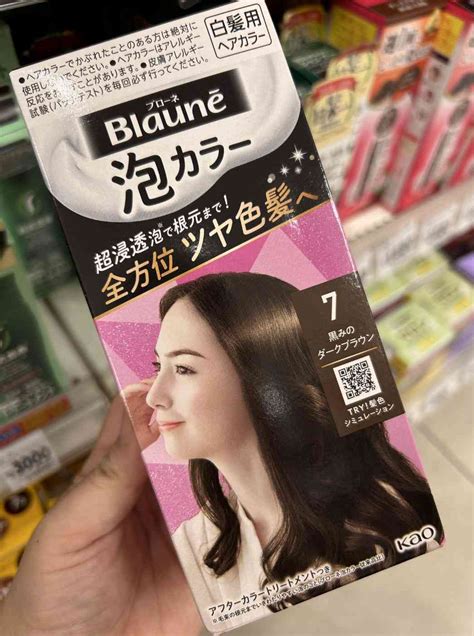 白髪用
ヘアカラー
●ヘアカラーでかぶれたことのある方は絶対に
使用しないでください。●ヘアカラーはアレルギー
反応をおこすことがあります。●皮膚アレルギー
試験(パッチテスト)を毎回必ず行ってください。
ブローネ
Blaunē
泡カラー
超浸透泡で※根元まで!
全方位 ツヤ色髪へ
7
黒みの
ダークブラウン
TRY!髪色
シミュレーション
Kao
アフターカラートリートメントつき